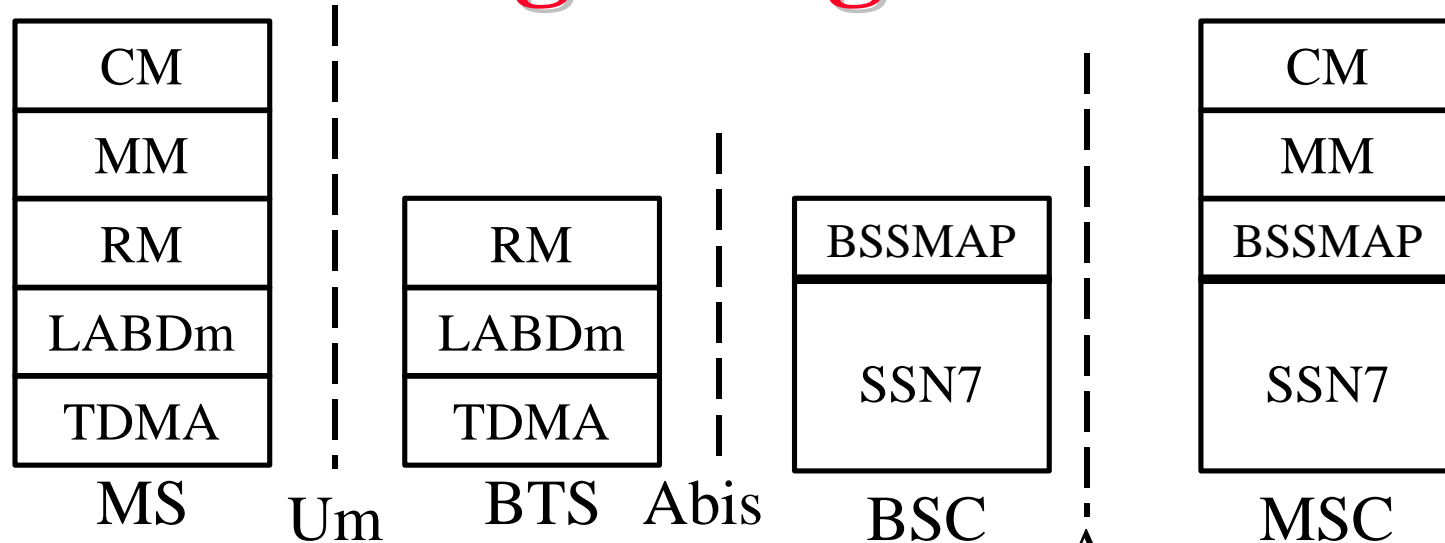 CM
MM
RM
LABDm
TDMA
MS
Um
RM
LABDm
TDMA
BTS
Abis
BSSMAP
SSN7
BSC
CM
MM
BSSMAP
SSN7
MSC